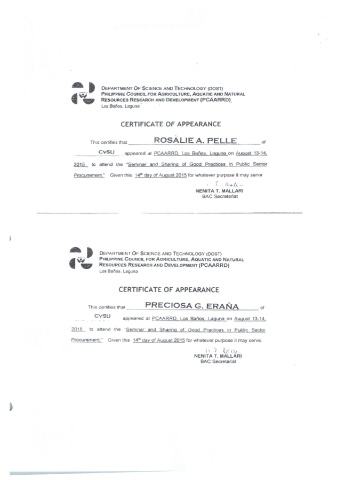 DEPARTMENT OF SCIENCE AND TECHNOLOGY (DOST)
PHILIPPINE COUNCIL FOR AGRICULTURE, AQUATIC AND NATURAL
RESOURCES RESEARCH AND DEVELOPMENT (PCAARRD)
Los Baños, Laguna
CERTIFICATE OF APPEARANCE
This certifies that ROSALIE A. PELLE of
CVSU appeared at PCAARRD, Los Baños, Laguna on August 13-14,
2015 to attend the "Seminar and Sharing of Good Practices in Public Sector
Procurement." Given this 14th day of August 2015 for whatever purpose it may serve.
NENITA T. MALLARI
BAC Secretariat
DEPARTMENT OF SCIENCE AND TECHNOLOGY (DOST)
PHILIPPINE COUNCIL FOR AGRICULTURE, AQUATIC AND NATURAL
RESOURCES RESEARCH AND DEVELOPMENT (PCAARRD)
Los Baños, Laguna
CERTIFICATE OF APPEARANCE
This certifies that PRECIOSA G. ERAÑA of
CVSU appeared at PCAARRD, Los Baños, Laguna on August 13-14,
2015 to attend the "Seminar and Sharing of Good Practices in Public Sector
Procurement." Given this 14th day of August 2015 for whatever purpose it may serve.
NENITA T. MALLARI
BAC Secretariat